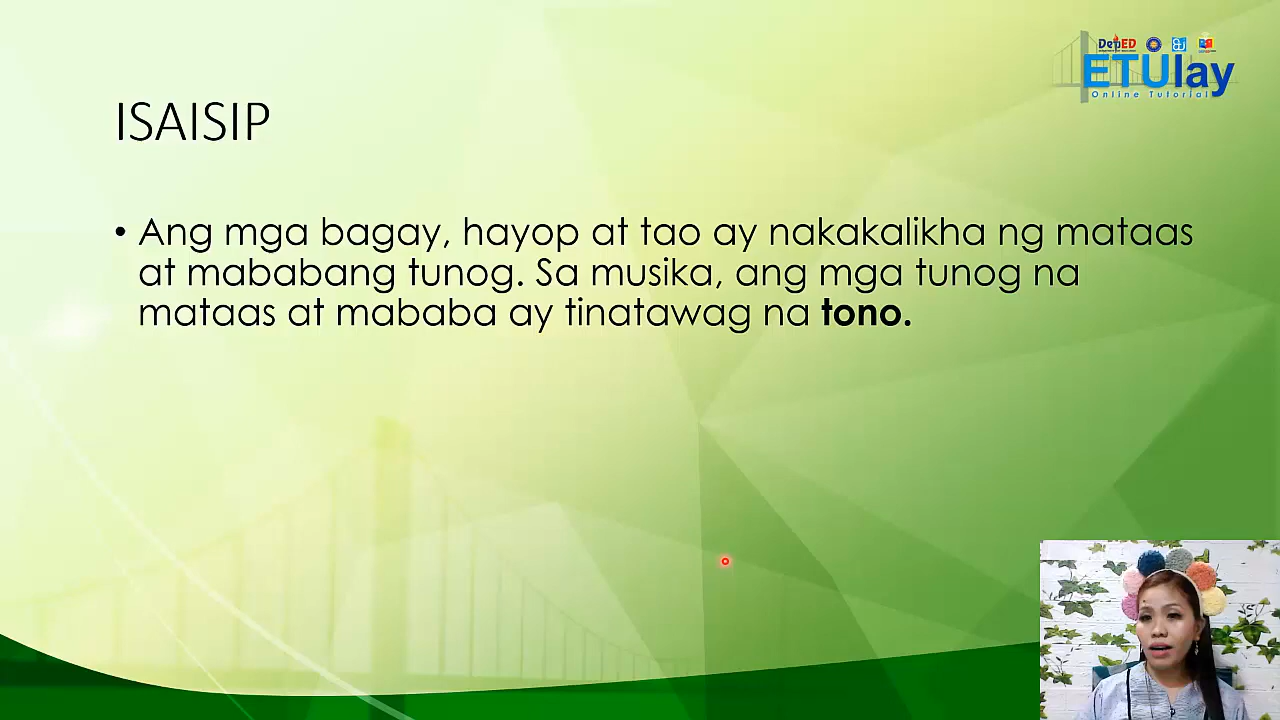 DepED
ETUlay
Online Tutorial
ISAISIP
• Ang mga bagay, hayop at tao ay nakakalikha ng mataas
at mababang tunog. Sa musika, ang mga tunog na
mataas at mababa ay tinatawag na tono.